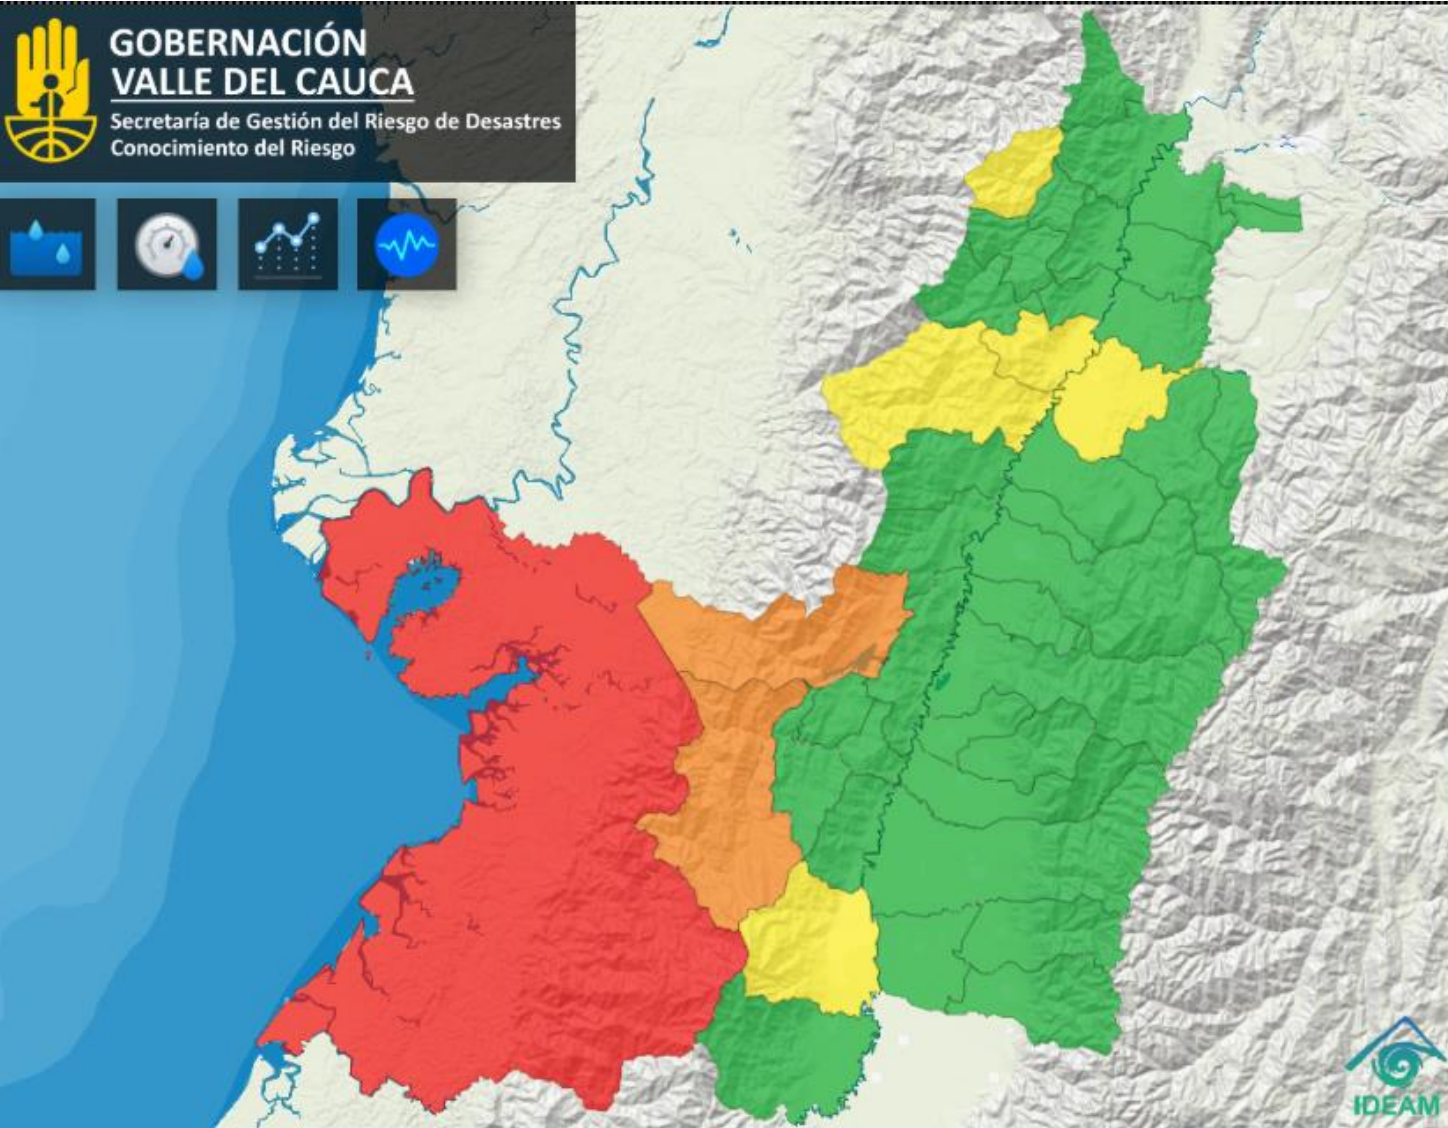 GOBERNACIÓN
VALLE DEL CAUCA
Secretaría de Gestión del Riesgo de Desastres
Conocimiento del Riesgo
IDEAM